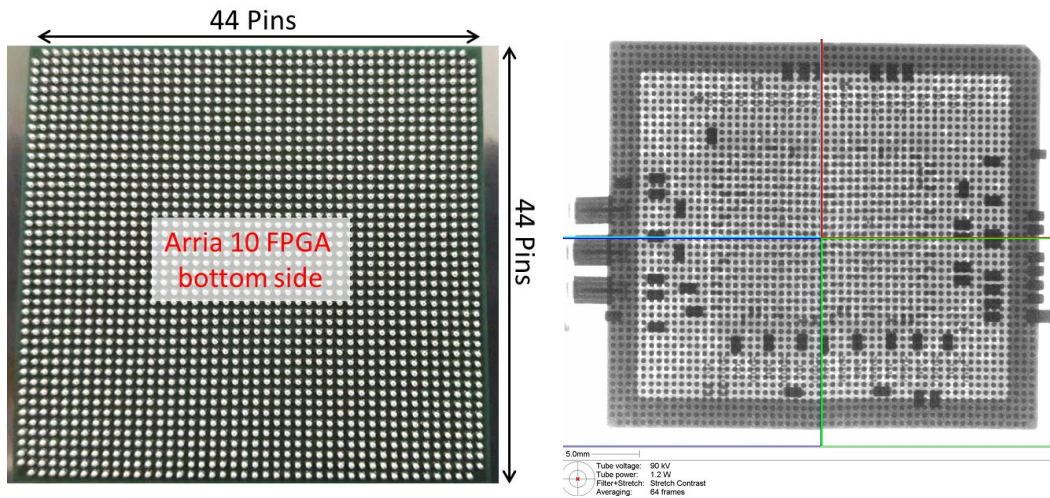 44 Pins
44 Pins
Arria 10 FPGA
bottom side
5.0mm
Tube voltage: 90 kV
Tube power: 1.2 W
Filter+Stretch: Stretch Contrast
Averaging: 64 frames